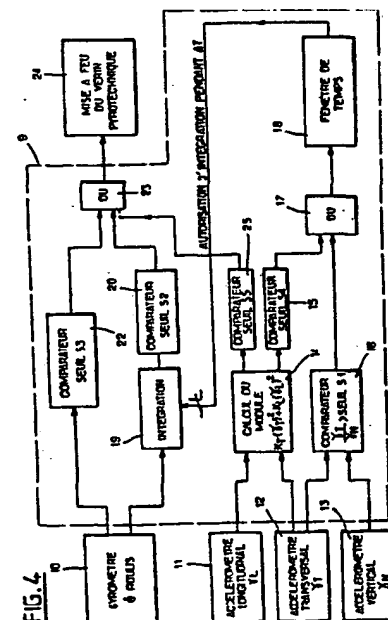 FIG. 4
9
10
GYROMETRE
ROULIS
22
COMPARATEUR
SEUIL S3
19
INTEGRATION
20
COMPARATEUR
SEUIL S2
23
OU
24
MISE A FEU
DU VERIN
PYROTECHNIQUE
AUTORISATION D'INTEGRATION PENDANT ΔT
11
ACCELEROMETRE
LONGITUDINAL
12
ACCELEROMETRE
TRANSVERSAL
13
ACCELEROMETRE
VERTICAL
14
CALCUL DU
MODULE
25
COMPARATEUR
SEUIL S5
15
COMPARATEUR
SEUIL S4
16
COMPARATEUR
> SEUIL S1
17
OU
18
FENÊTRE DE
TEMPS